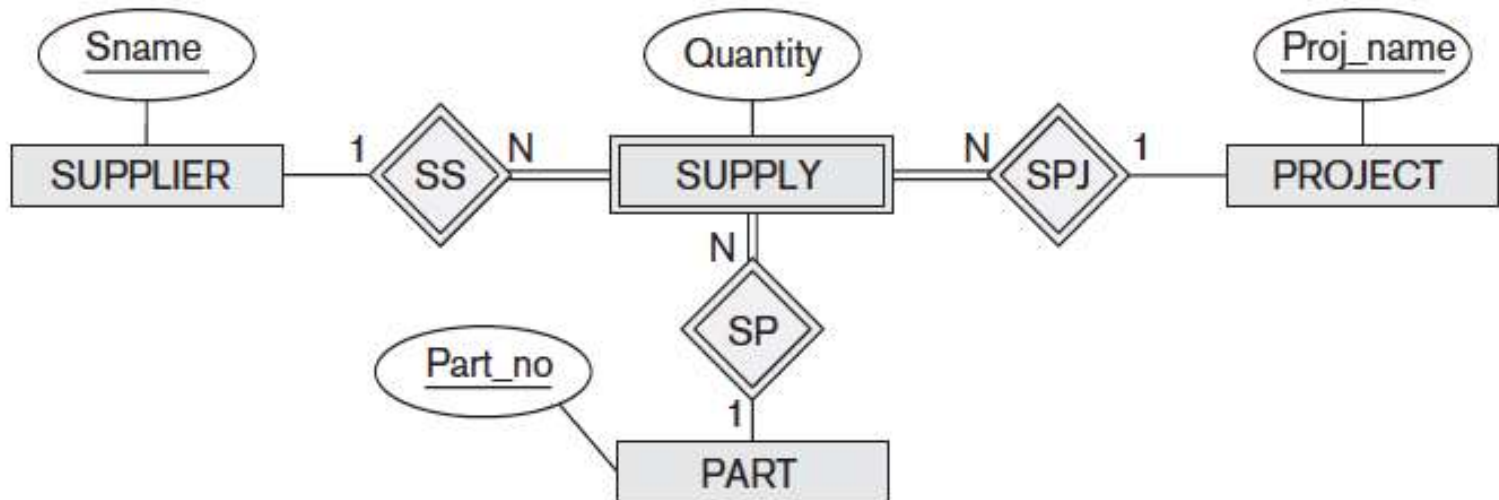 Sname
Quantity
Proj_name
SUPPLIER
1
SS
N
SUPPLY
N
SPJ
1
PROJECT
N
SP
Part_no
1
PART